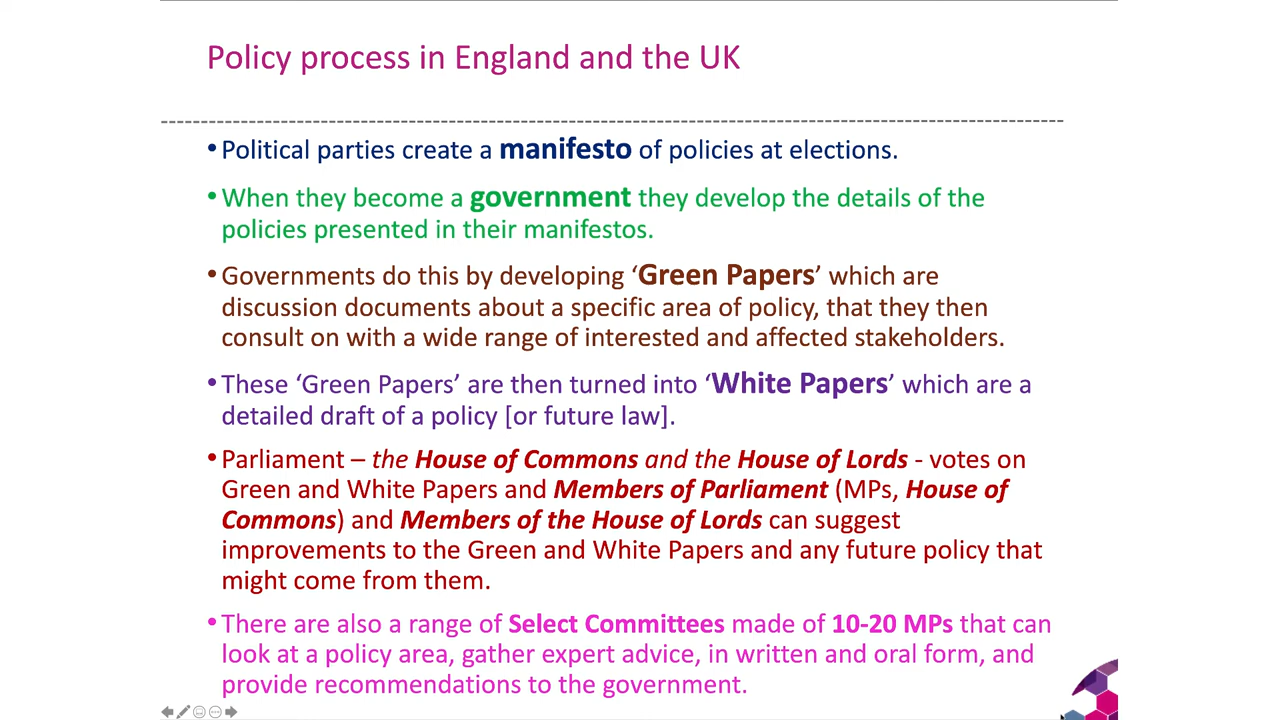 Policy process in England and the UK
•Political parties create a manifesto of policies at elections.
•When they become a government they develop the details of the
policies presented in their manifestos.
•Governments do this by developing ‘Green Papers’ which are
discussion documents about a specific area of policy, that they then
consult on with a wide range of interested and affected stakeholders.
•These ‘Green Papers’ are then turned into ‘White Papers’ which are a
detailed draft of a policy [or future law].
•Parliament – the House of Commons and the House of Lords - votes on
Green and White Papers and Members of Parliament (MPs, House of
Commons) and Members of the House of Lords can suggest
improvements to the Green and White Papers and any future policy that
might come from them.
•There are also a range of Select Committees made of 10-20 MPs that can
look at a policy area, gather expert advice, in written and oral form, and
provide recommendations to the government.